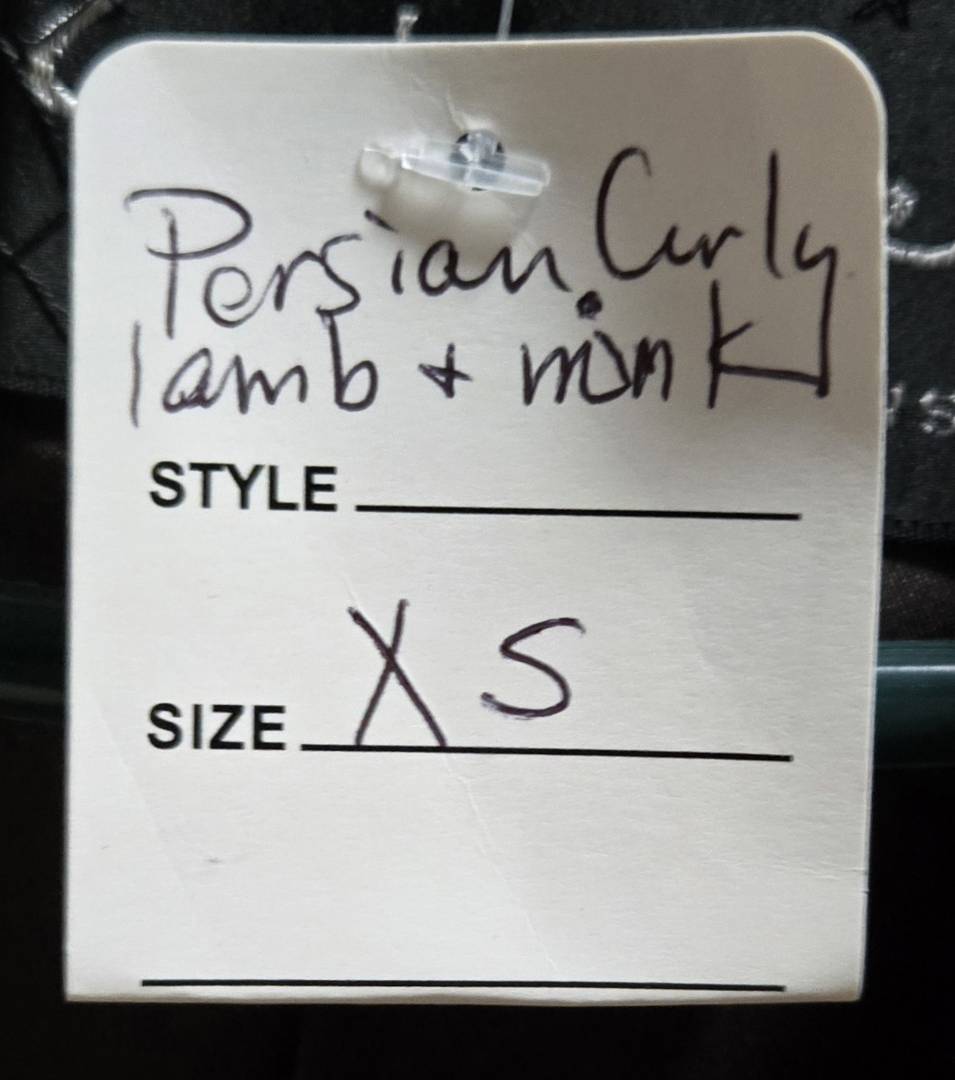 Persian Curly
lamb + mink
STYLE
SIZE XS